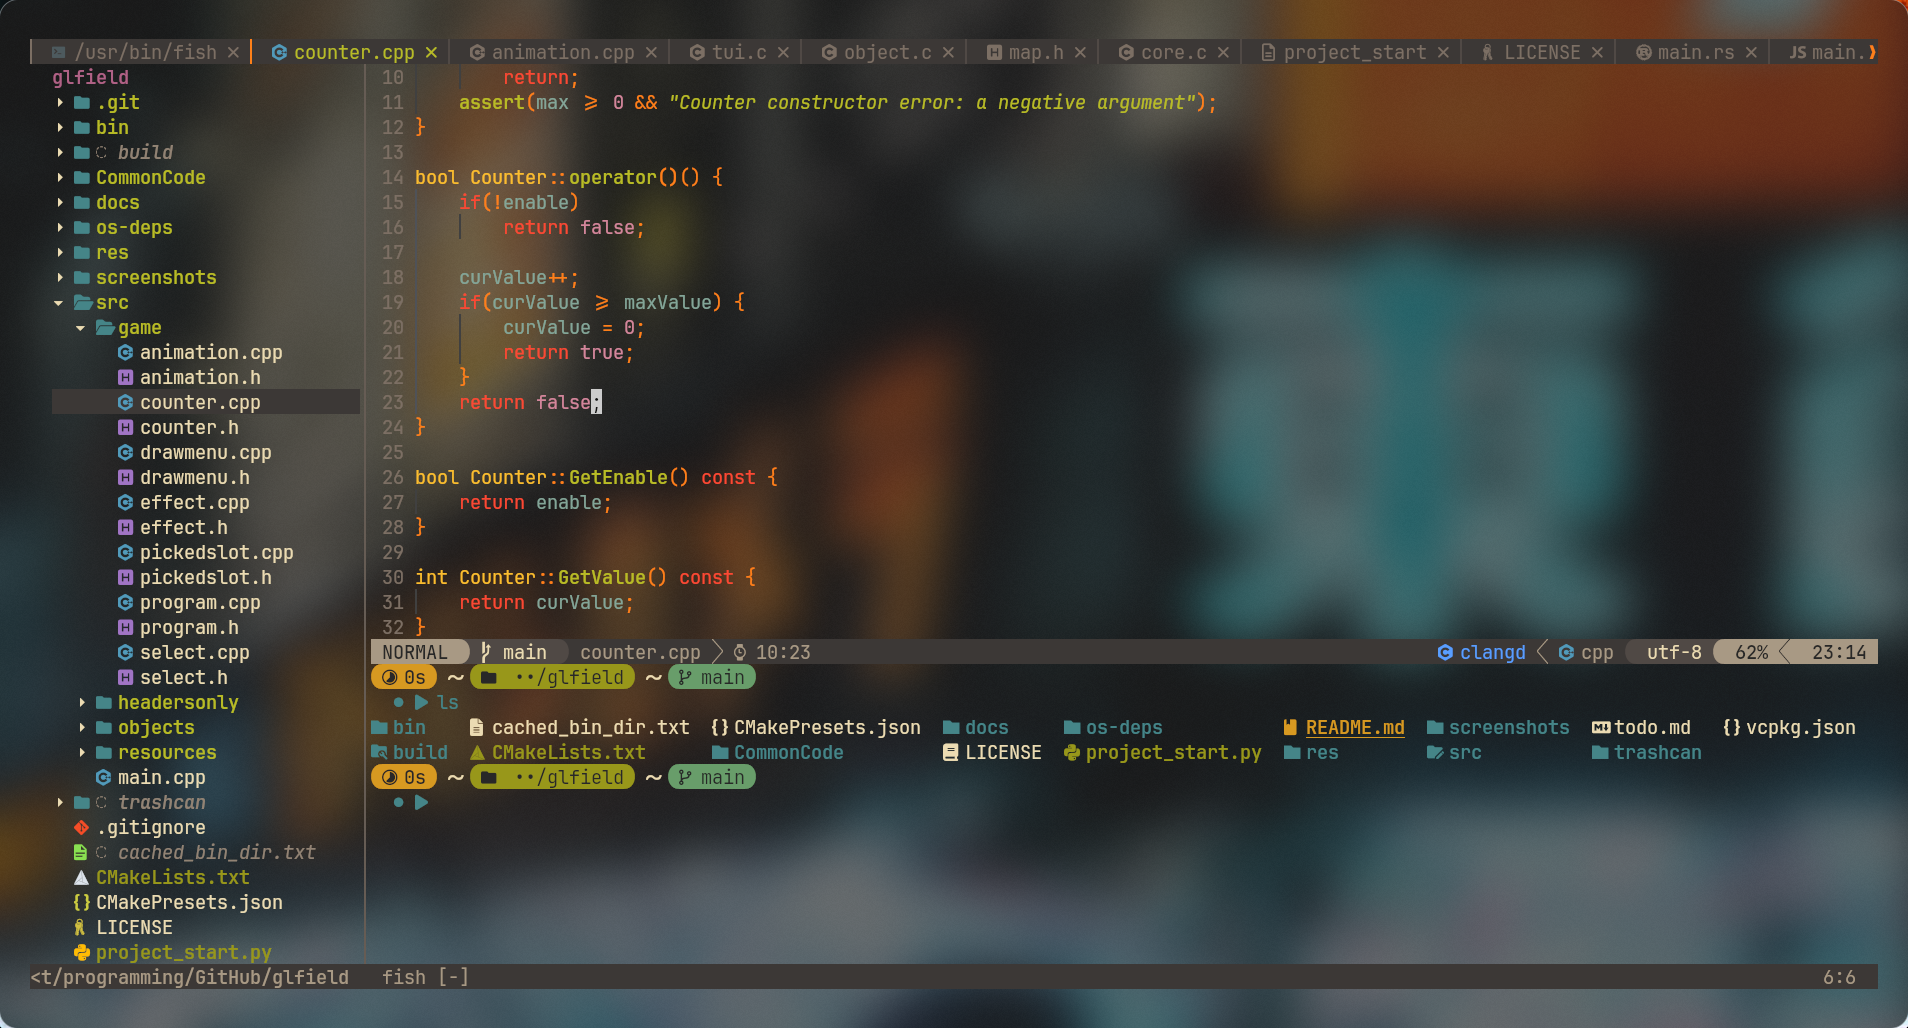 /usr/bin/fish × counter.cpp × animation.cpp × tui.c × object.c × map.h × core.c × project_start × LICENSE × main.rs × JS main.
glfield
.git
bin
build
CommonCode
docs
os-deps
res
screenshots
src
game
animation.cpp
animation.h
counter.cpp
counter.h
drawmenu.cpp
drawmenu.h
effect.cpp
effect.h
pickedslot.cpp
pickedslot.h
program.cpp
program.h
select.cpp
select.h
headersonly
objects
resources
main.cpp
trashcan
.gitignore
cached_bin_dir.txt
CMakeLists.txt
{} CMakePresets.json
LICENSE
project_start.py
10 return;
11 assert(max >= 0 && "Counter constructor error: a negative argument");
12 }
13
14 bool Counter::operator()() {
15 if(!enable)
16 return false;
17
18 curValue++;
19 if(curValue >= maxValue) {
20 curValue = 0;
21 return true;
22 }
23 return false;
24 }
25
26 bool Counter::GetEnable() const {
27 return enable;
28 }
29
30 int Counter::GetValue() const {
31 return curValue;
32 }
NORMAL main counter.cpp 10:23 clangd cpp utf-8 62% 23:14
0s ~ ··/glfield ~ main
ls
bin cached_bin_dir.txt {} CMakePresets.json docs os-deps README.md screenshots todo.md {} vcpkg.json
build CMakeLists.txt CommonCode LICENSE project_start.py res src trashcan
0s ~ ··/glfield ~ main
<t/programming/GitHub/glfield fish [-] 6:6